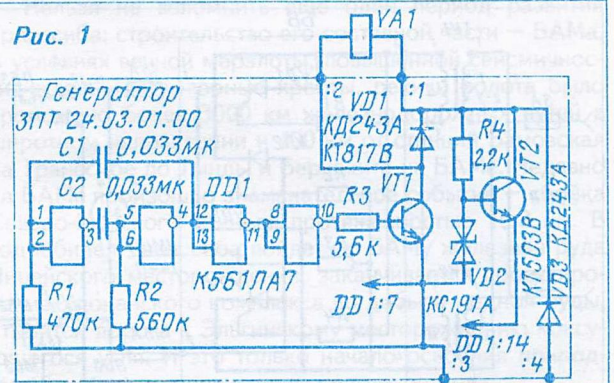 Рис. 1
YA1
:2
:1
Генератор
ЗПТ 24.03.01.00
C1
0,033мк
C2
0,033мк
DD1
VD1
КД243А
КТ817В
VT1
R3
5,6к
R4
2,2к
VT2
КТ503В
VD3 КД243А
1
2
3
5
6
4
12
13
11
8
9
10
К561ЛА7
R1
470к
R2
560к
DD1:7
VD2
КС191А
DD1:14
:3
:4